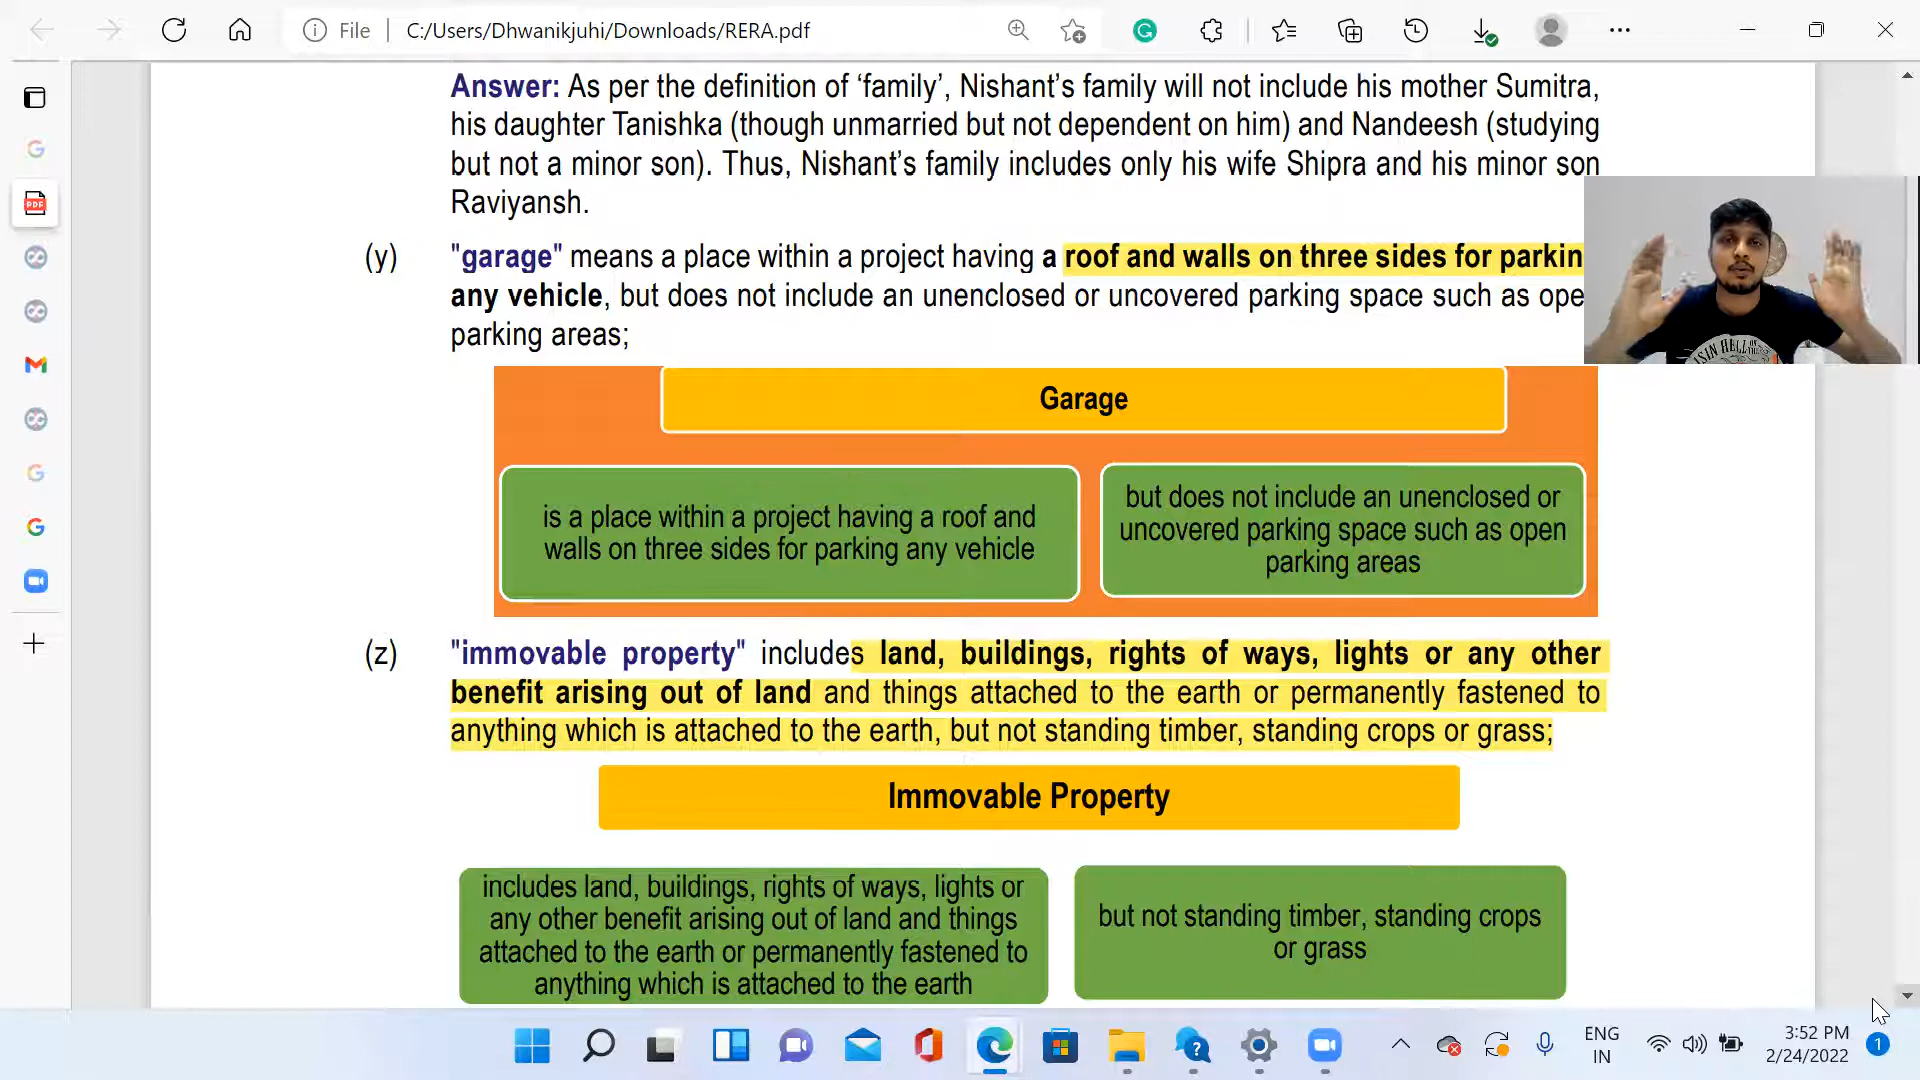 File
C:/Users/Dhwanikjuhi/Downloads/RERA.pdf
Answer: As per the definition of ‘family’, Nishant’s family will not include his mother Sumitra,
his daughter Tanishka (though unmarried but not dependent on him) and Nandeesh (studying
but not a minor son). Thus, Nishant’s family includes only his wife Shipra and his minor son
Raviyansh.
(y) "garage" means a place within a project having a roof and walls on three sides for parkin
any vehicle, but does not include an unenclosed or uncovered parking space such as ope
parking areas;
Garage
is a place within a project having a roof and
walls on three sides for parking any vehicle
but does not include an unenclosed or
uncovered parking space such as open
parking areas
(z) "immovable property" includes land, buildings, rights of ways, lights or any other
benefit arising out of land and things attached to the earth or permanently fastened to
anything which is attached to the earth, but not standing timber, standing crops or grass;
Immovable Property
includes land, buildings, rights of ways, lights or
any other benefit arising out of land and things
attached to the earth or permanently fastened to
anything which is attached to the earth
but not standing timber, standing crops
or grass
PDF
HELL
ENG
IN
3:52 PM
2/24/2022
1